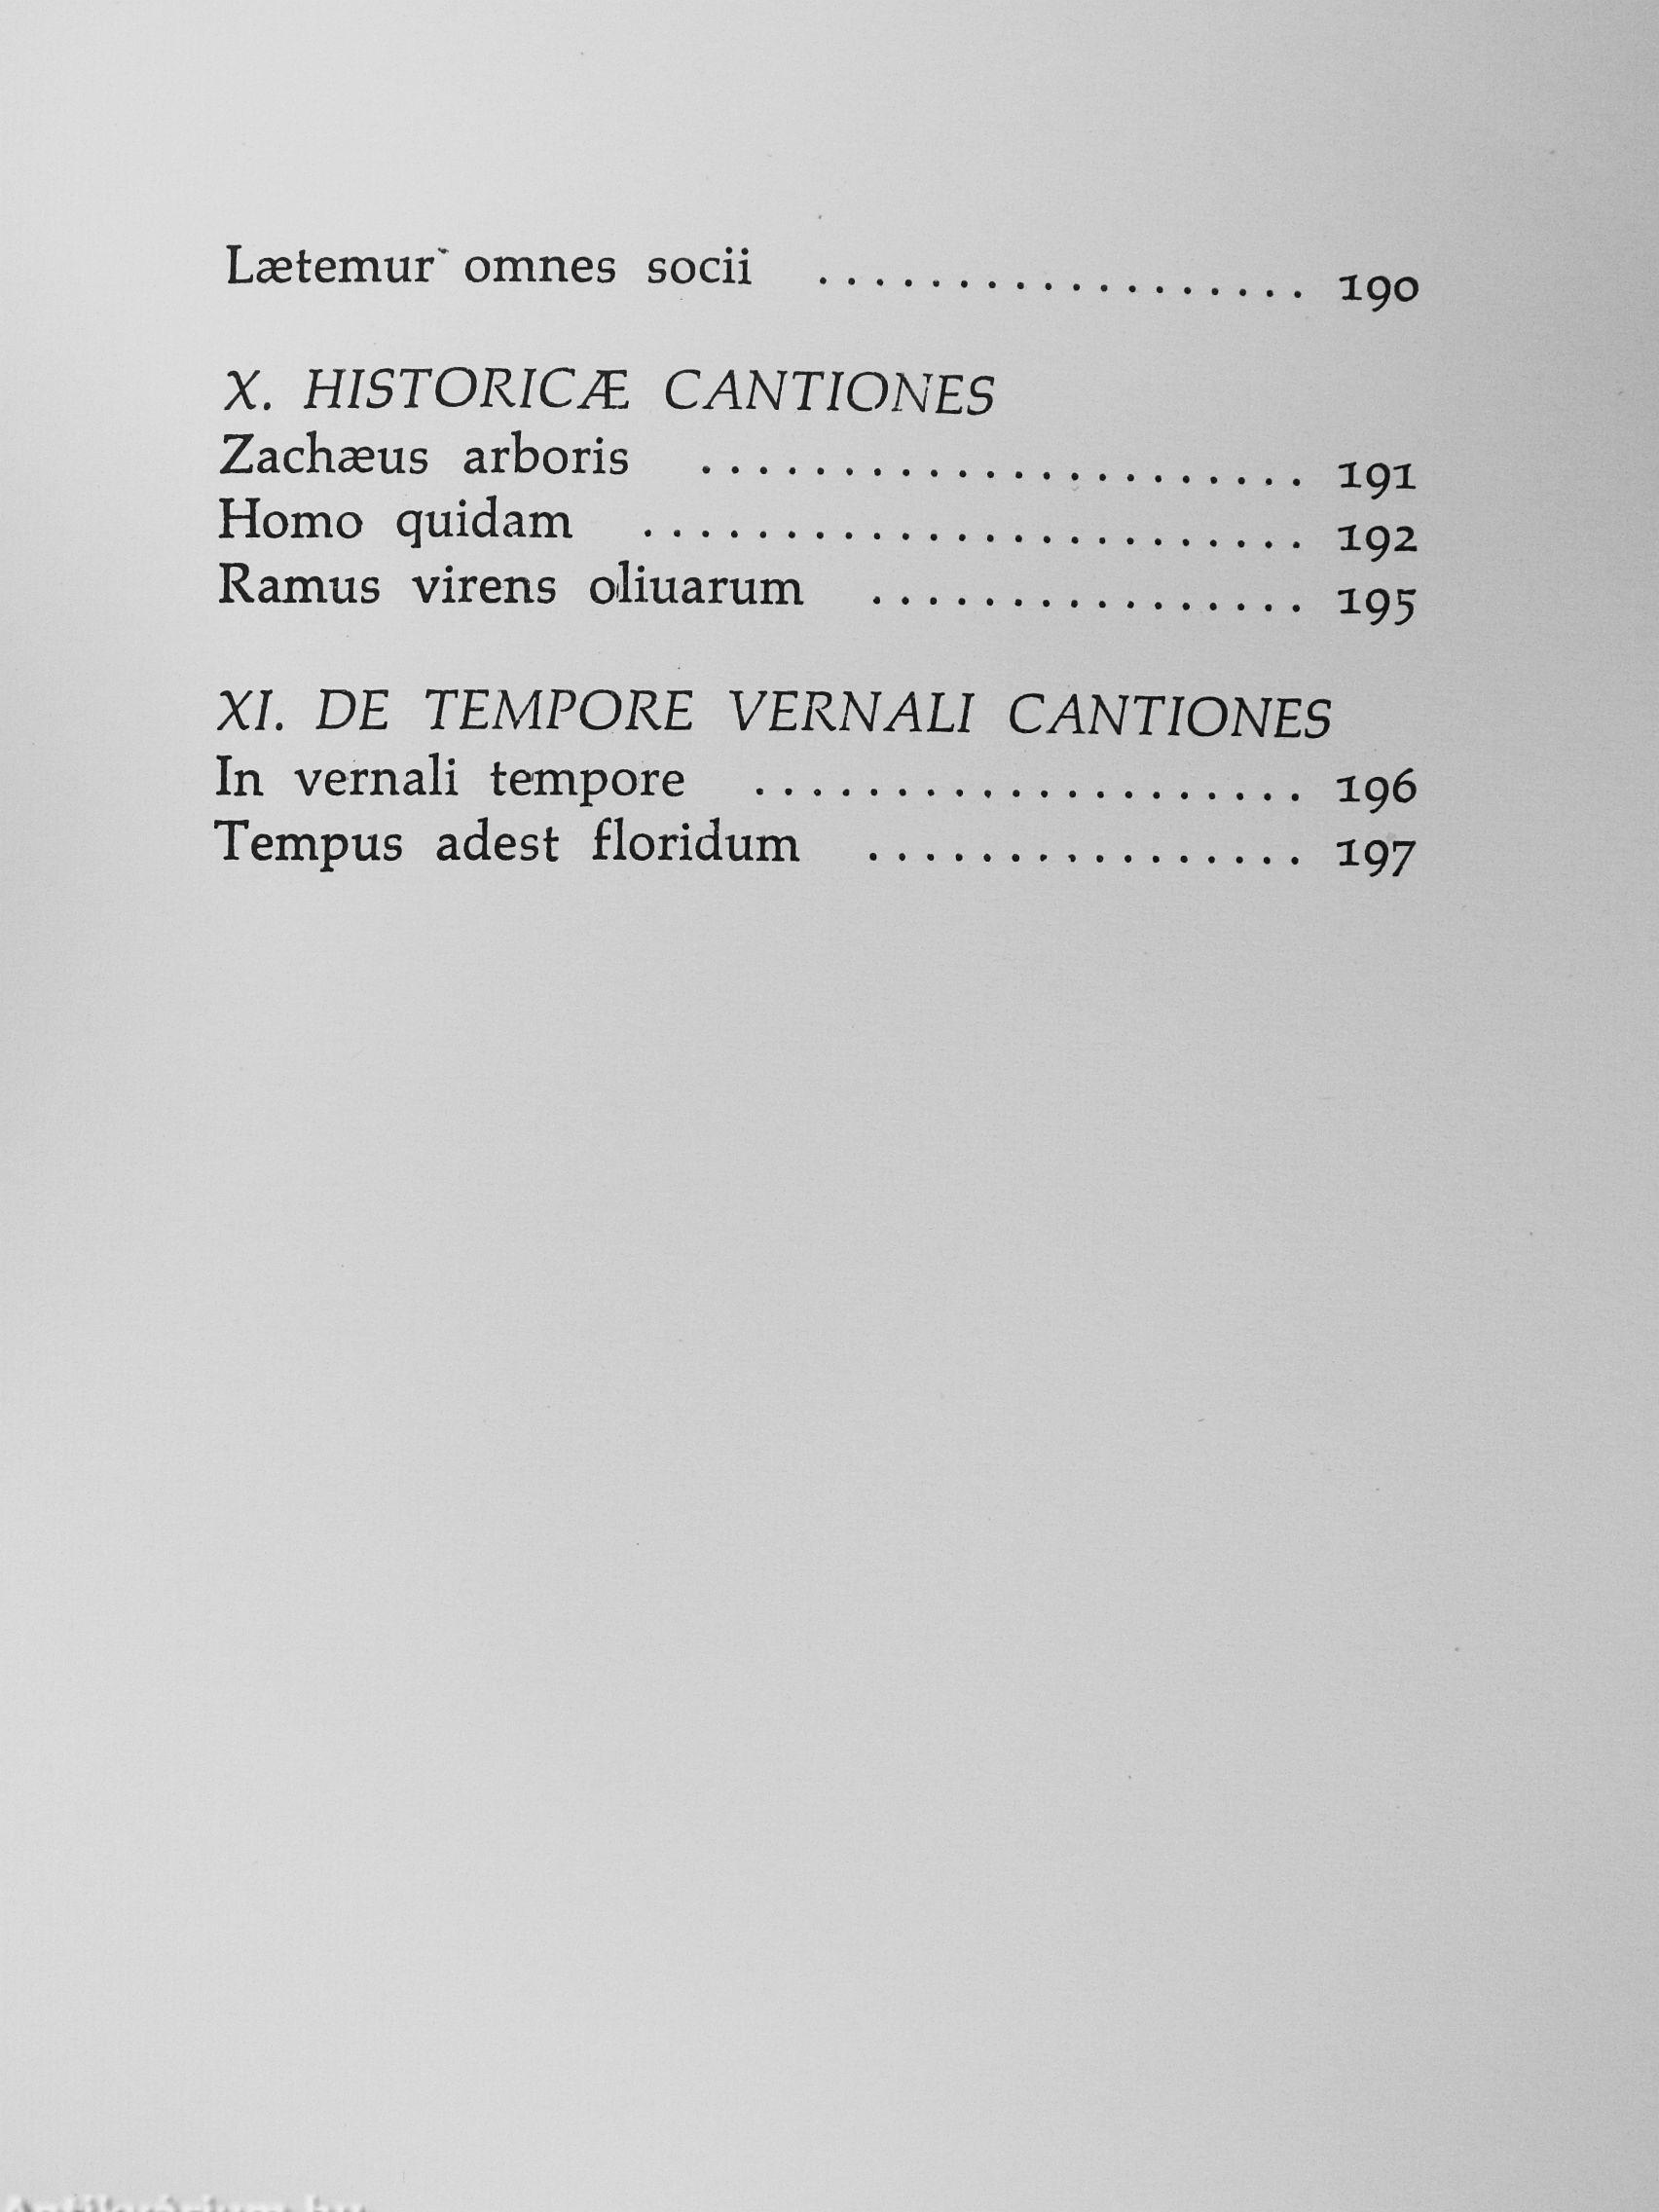 Lætemur omnes socii ................... 190
X. HISTORICÆ CANTIONES
Zachæus arboris ...................... 191
Homo quidam ........................ 192
Ramus virens oliuarum ................ 195
XI. DE TEMPORE VERNALI CANTIONES
In vernali tempore .................... 196
Tempus adest floridum ................ 197